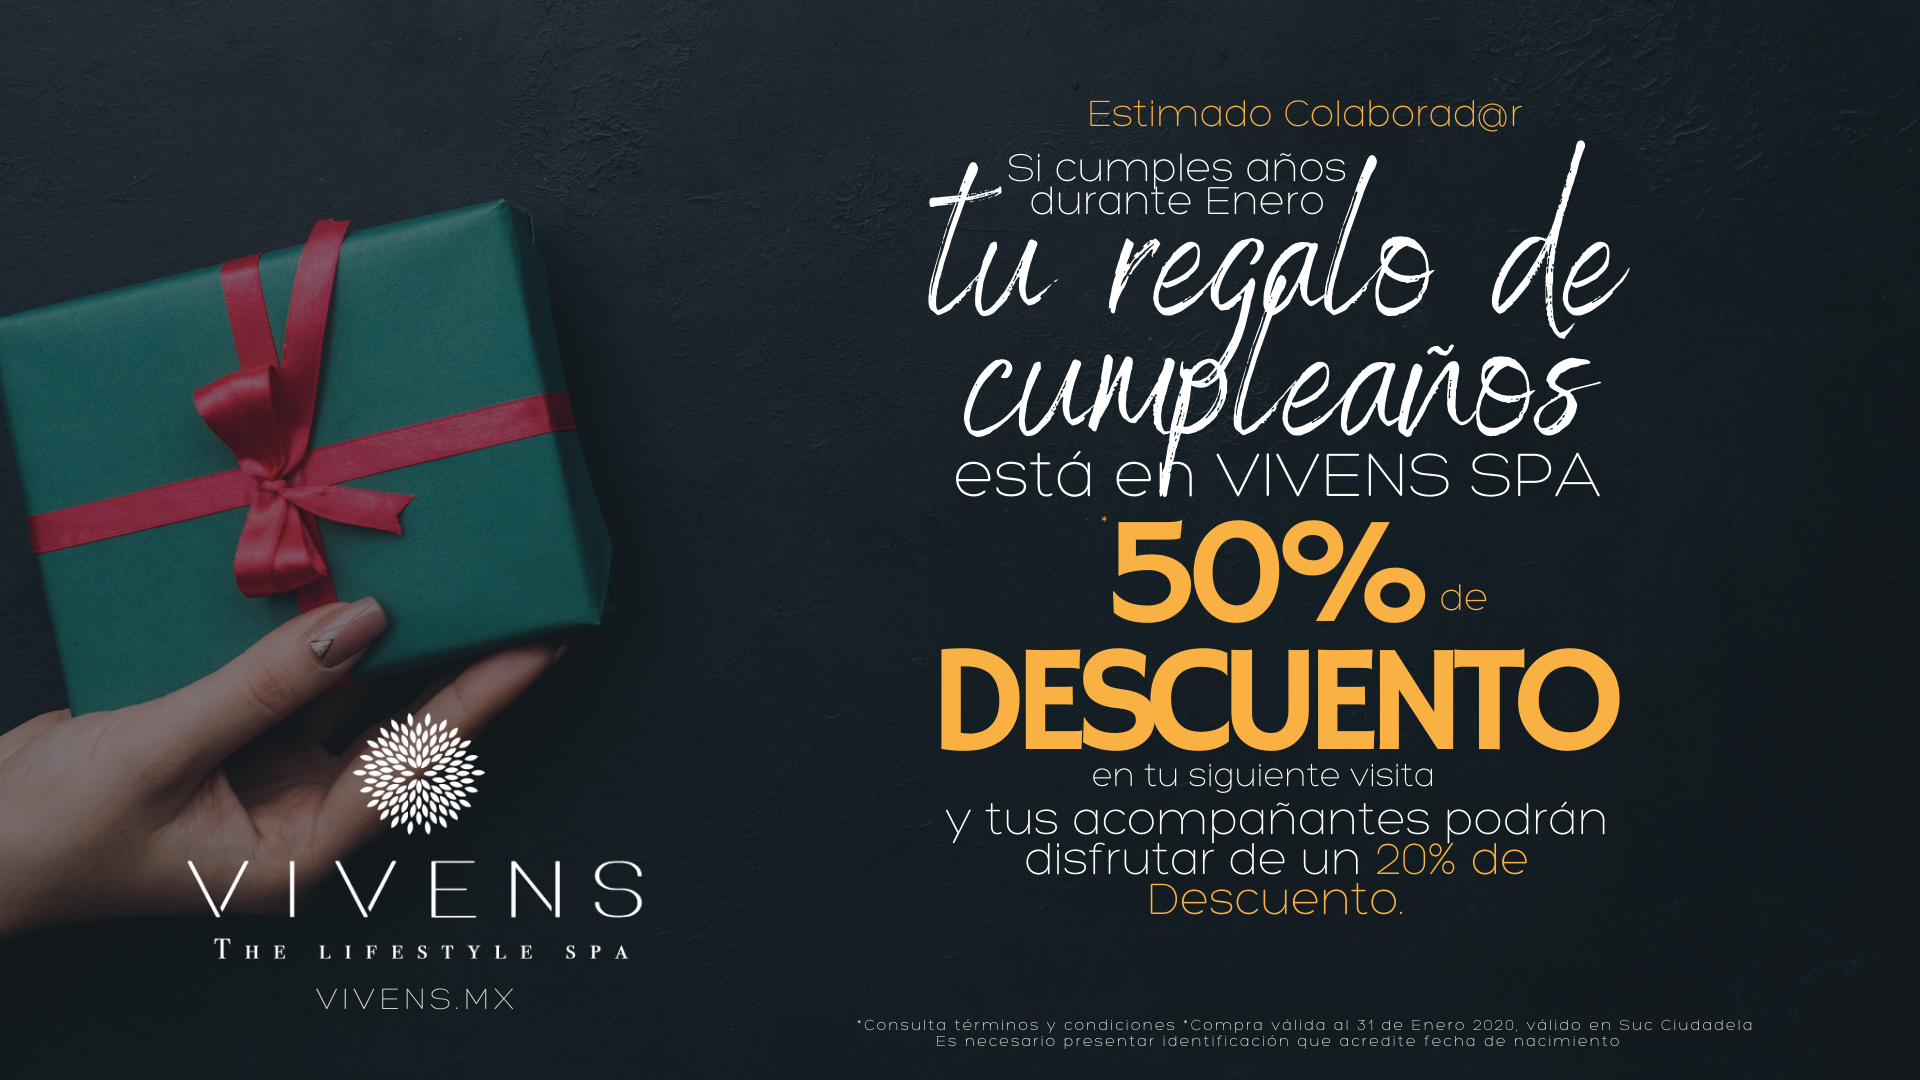 Estimado Colaborad@r
Si cumples años
durante Enero
tu regalo de
cumpleaños
está en VIVENS SPA
*50% de
DESCUENTO
en tu siguiente visita
y tus acompañantes podrán
disfrutar de un 20% de
Descuento.
VIVENS
THE LIFESTYLE SPA
VIVENS.MX
*Consulta términos y condiciones *Compra válida al 31 de Enero 2020, válido en Suc Ciudadela
Es necesario presentar identificación que acredite fecha de nacimiento